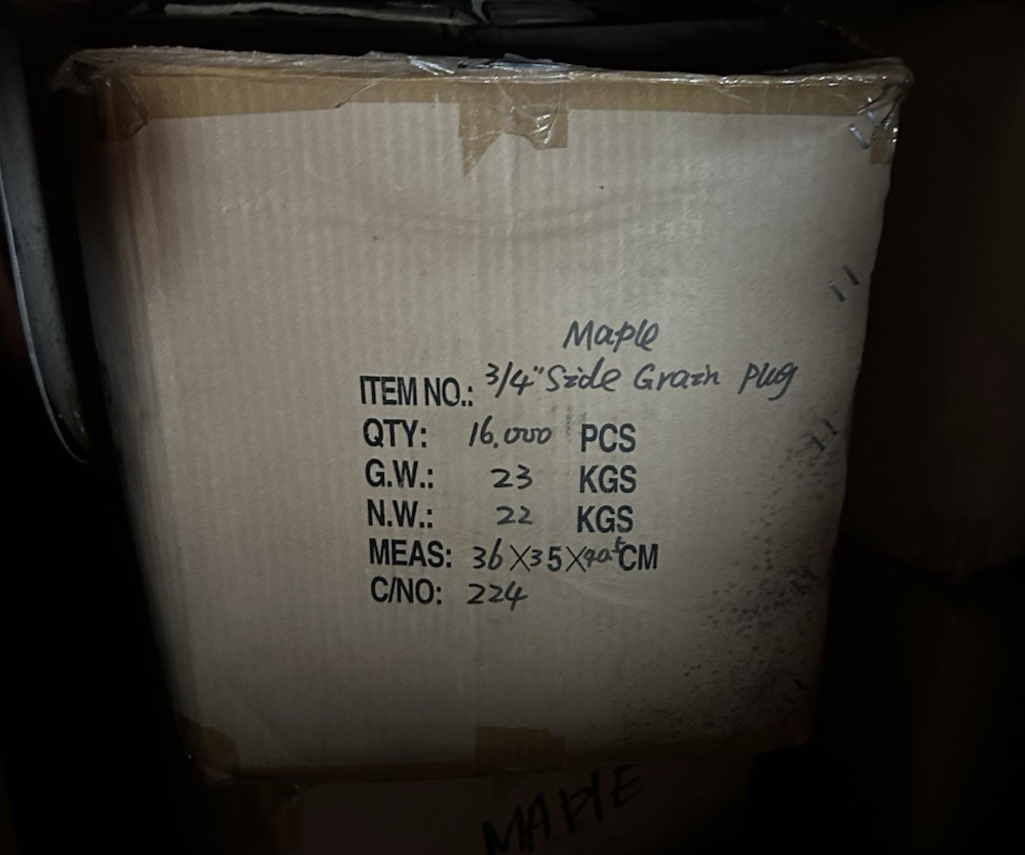 Maple
ITEM NO.: 3/4" Side Grain Plug
QTY: 16,000 PCS
G.W.: 23 KGS
N.W.: 22 KGS
MEAS: 36X35X CM
C/NO: 224
MAPLE